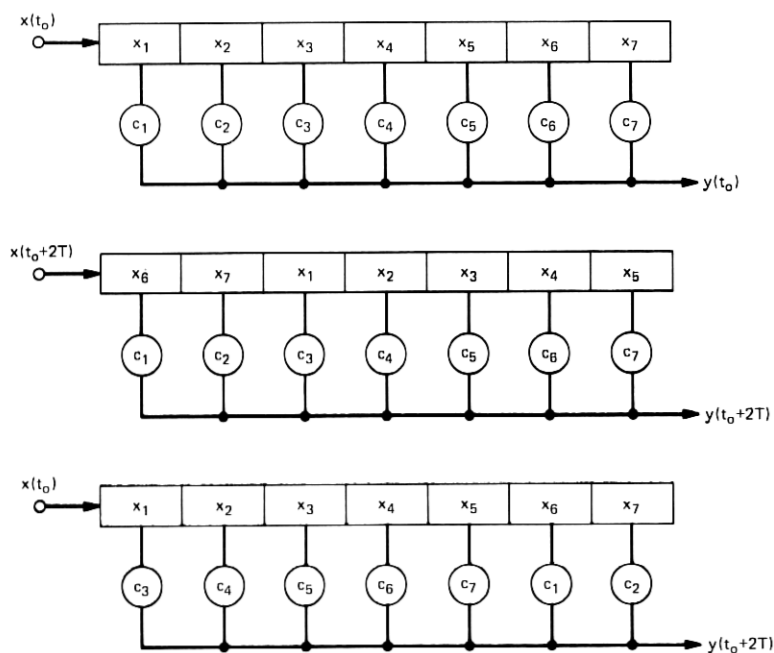 x(t₀)
x₁ x₂ x₃ x₄ x₅ x₆ x₇
c₁ c₂ c₃ c₄ c₅ c₆ c₇
y(t₀)
x(t₀+2T)
x₆ x₇ x₁ x₂ x₃ x₄ x₅
c₁ c₂ c₃ c₄ c₅ c₆ c₇
y(t₀+2T)
x(t₀)
x₁ x₂ x₃ x₄ x₅ x₆ x₇
c₃ c₄ c₅ c₆ c₇ c₁ c₂
y(t₀+2T)